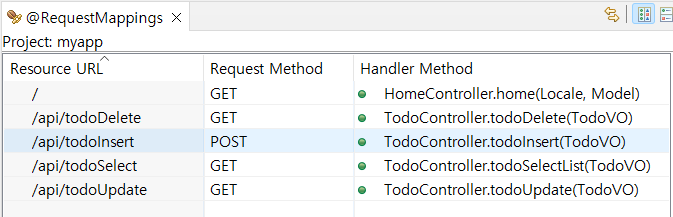 @RequestMappings
Project: myapp
Resource URL Request Method Handler Method
/ GET HomeController.home(Locale, Model)
/api/todoDelete GET TodoController.todoDelete(TodoVO)
/api/todoInsert POST TodoController.todoInsert(TodoVO)
/api/todoSelect GET TodoController.todoSelectList(TodoVO)
/api/todoUpdate GET TodoController.todoUpdate(TodoVO)